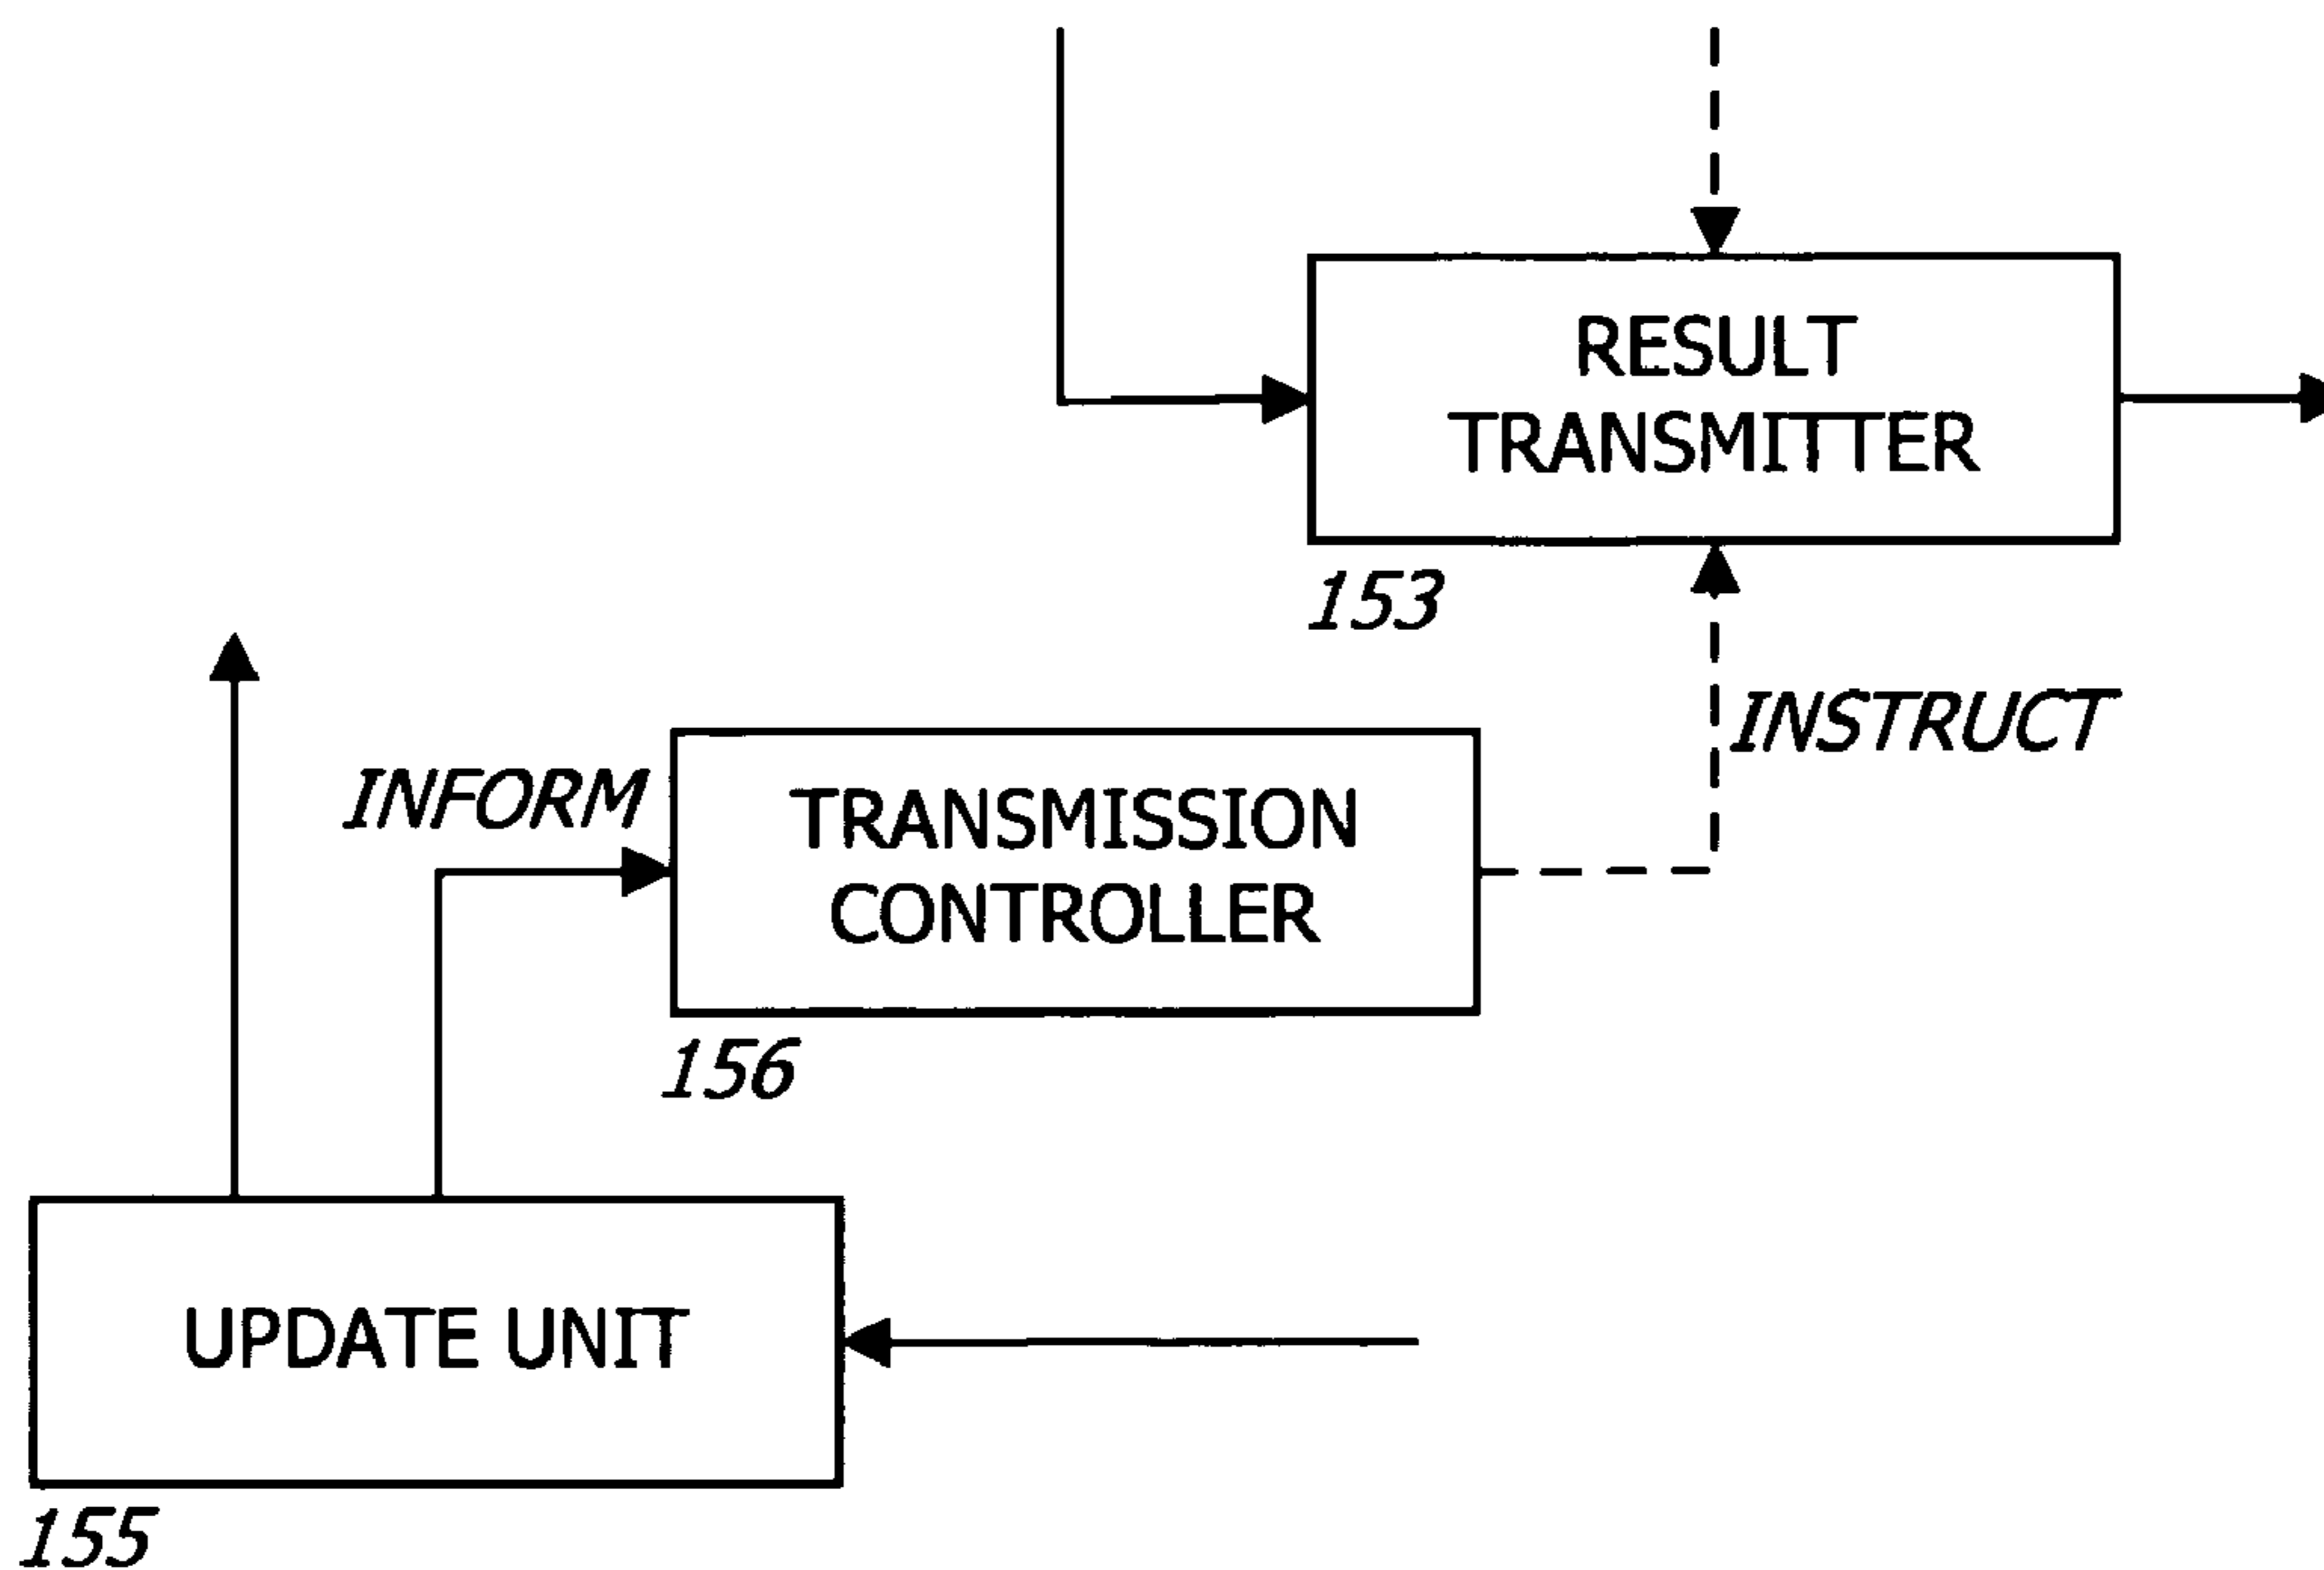 RESULT
TRANSMITTER
153
INSTRUCT
INFORM
TRANSMISSION
CONTROLLER
156
UPDATE UNIT
155